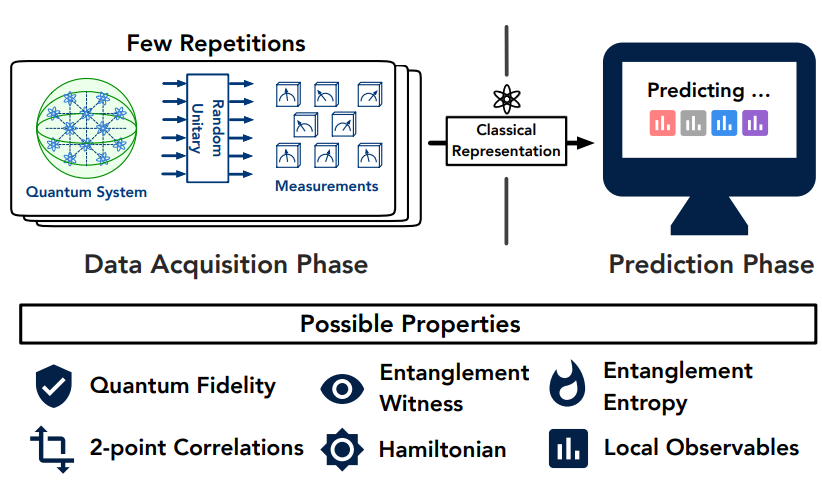 Few Repetitions
Quantum System
Random
Unitary
Measurements
Classical
Representation
Predicting ...
Data Acquisition Phase
Prediction Phase
Possible Properties
Quantum Fidelity
Entanglement
Witness
Entanglement
Entropy
2-point Correlations
Hamiltonian
Local Observables